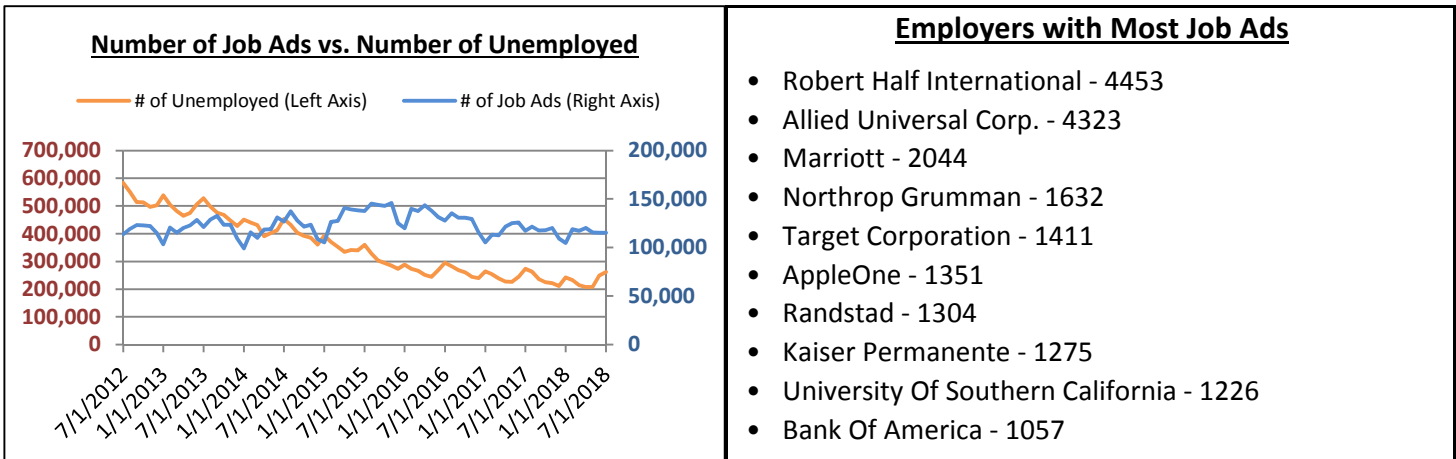 Number of Job Ads vs. Number of Unemployed
# of Unemployed (Left Axis) # of Job Ads (Right Axis)
700,000
600,000
500,000
400,000
300,000
200,000
100,000
0
200,000
150,000
100,000
50,000
0
7/1/2012
1/1/2013
7/1/2013
1/1/2014
7/1/2014
1/1/2015
7/1/2015
1/1/2016
7/1/2016
1/1/2017
7/1/2017
1/1/2018
7/1/2018
Employers with Most Job Ads
• Robert Half International - 4453
• Allied Universal Corp. - 4323
• Marriott - 2044
• Northrop Grumman - 1632
• Target Corporation - 1411
• AppleOne - 1351
• Randstad - 1304
• Kaiser Permanente - 1275
• University Of Southern California - 1226
• Bank Of America - 1057